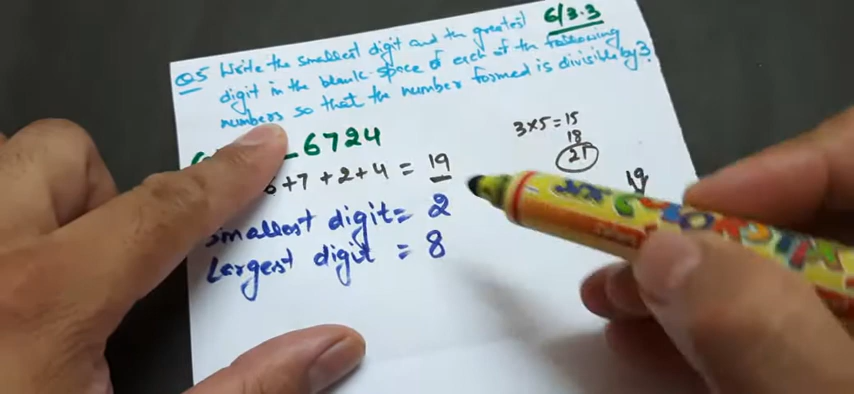 6/3.3
Q5 Write the smallest digit and the greatest
digit in the blank space of each of the following
numbers so that the number formed is divisible by 3.
_ 6724
6+7+2+4 = 19
3×5=15
18
21
19
Smallest digit = 2
Largest digit = 8